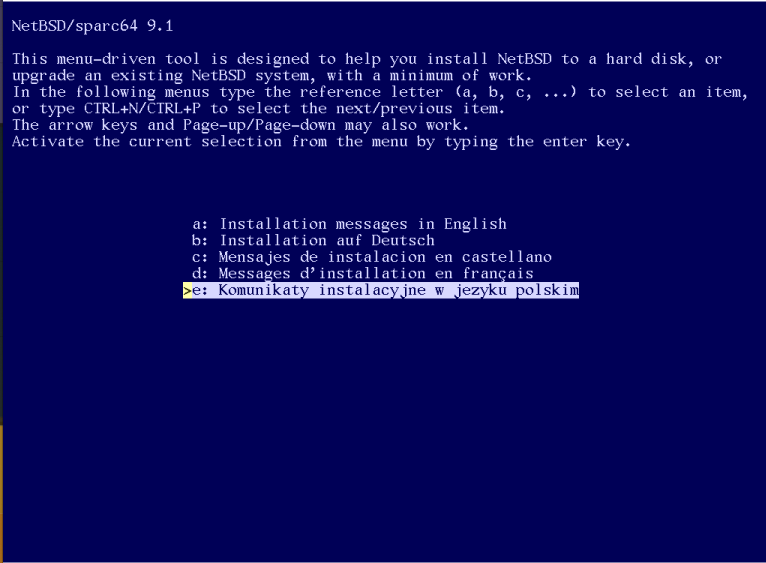 NetBSD/sparc64 9.1
This menu-driven tool is designed to help you install NetBSD to a hard disk, or
upgrade an existing NetBSD system, with a minimum of work.
In the following menus type the reference letter (a, b, c, ...) to select an item,
or type CTRL+N/CTRL+P to select the next/previous item.
The arrow keys and Page-up/Page-down may also work.
Activate the current selection from the menu by typing the enter key.
a: Installation messages in English
b: Installation auf Deutsch
c: Mensajes de instalacion en castellano
d: Messages d'installation en français
>e: Komunikaty instalacyjne w jezyku polskim